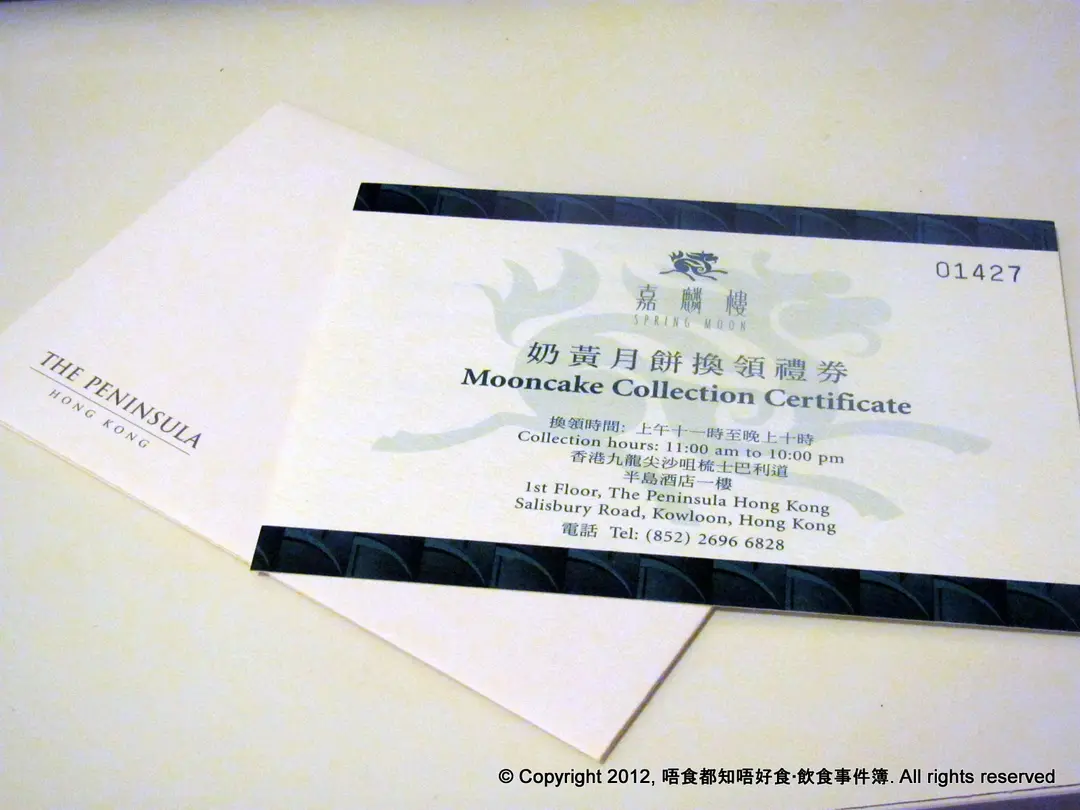 THE PENINSULA
HONG KONG
01427
嘉麟樓
SPRING MOON
奶黃月餅換領禮券
Mooncake Collection Certificate
換領時間: 上午十一時至晚上十時
Collection hours: 11:00 am to 10:00 pm
香港九龍尖沙咀梳士巴利道
半島酒店一樓
1st Floor, The Peninsula Hong Kong
Salisbury Road, Kowloon, Hong Kong
電話 Tel: (852) 2696 6828
© Copyright 2012, 唔食都知唔好食·飲食事件簿. All rights reserved